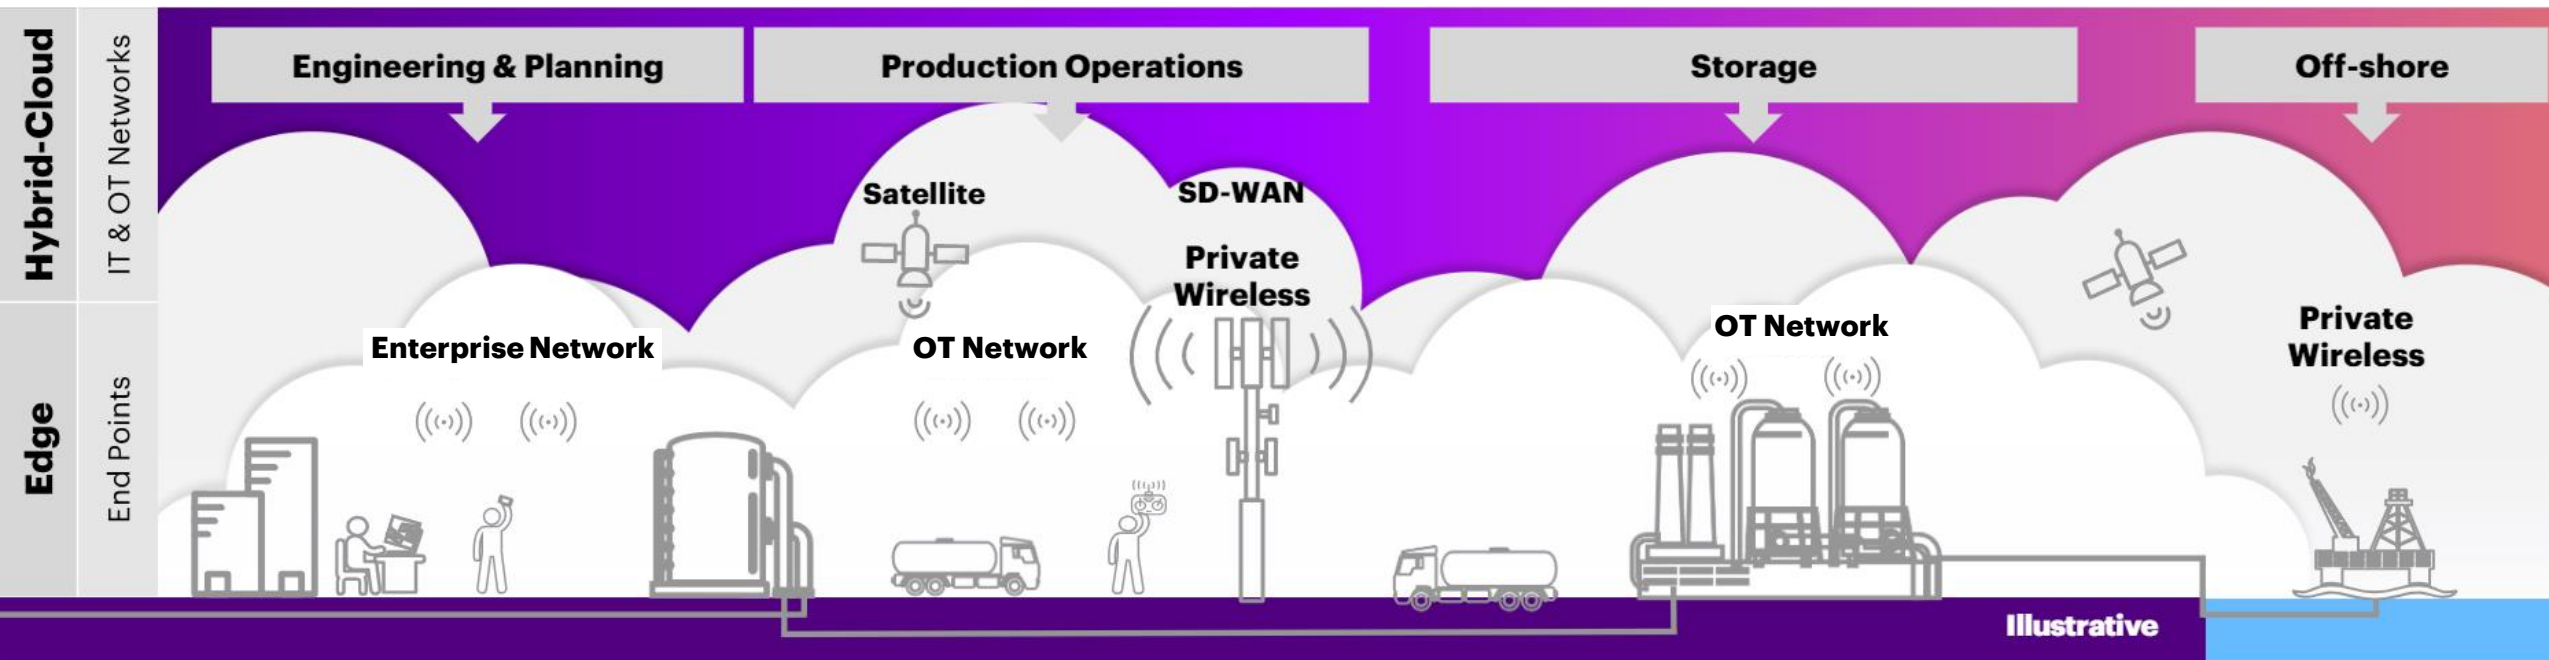 Hybrid-Cloud
IT & OT Networks
Edge
End Points
Engineering & Planning
Production Operations
Storage
Off-shore
Satellite
SD-WAN
Private
Wireless
Enterprise Network
OT Network
OT Network
Private
Wireless
Illustrative